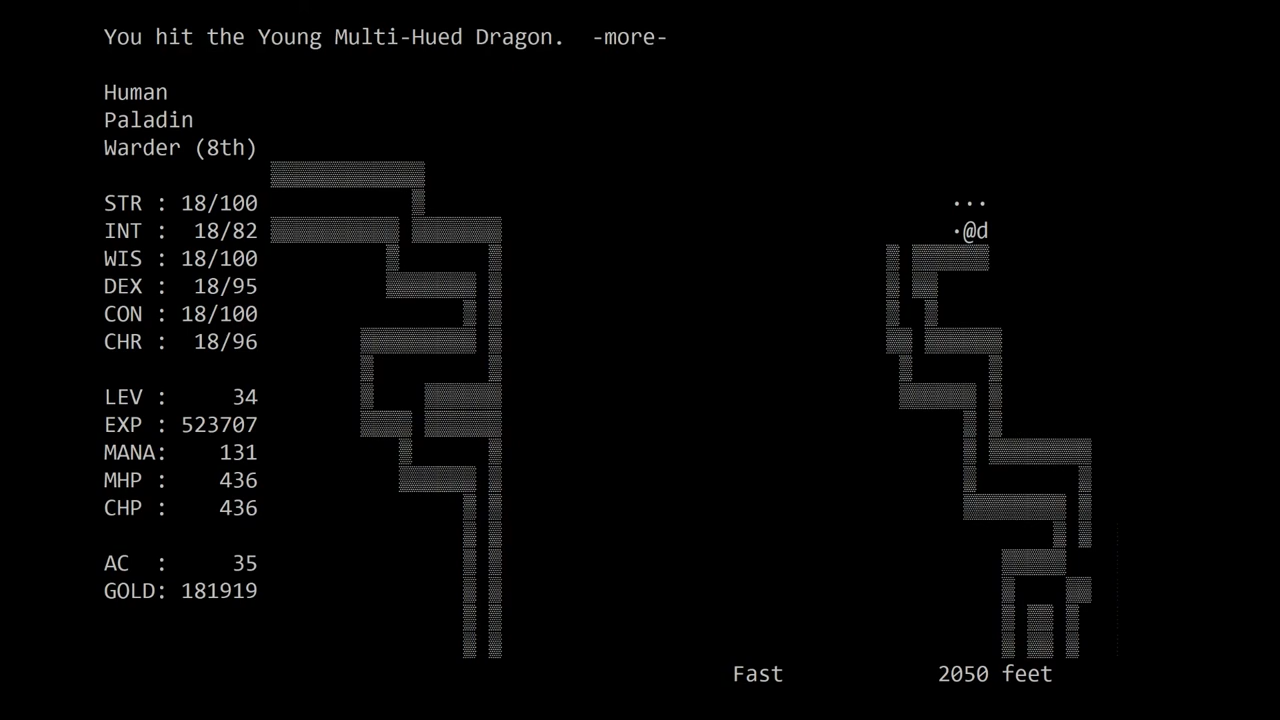 You hit the Young Multi-Hued Dragon.  -more-
Human
Paladin
Warder (8th)
STR : 18/100
...
INT :  18/82
.@d
WIS : 18/100
DEX :  18/95
CON : 18/100
CHR :  18/96
LEV :     34
EXP : 523707
MANA:    131
MHP :    436
CHP :    436
AC  :     35
GOLD: 181919
Fast
2050 feet